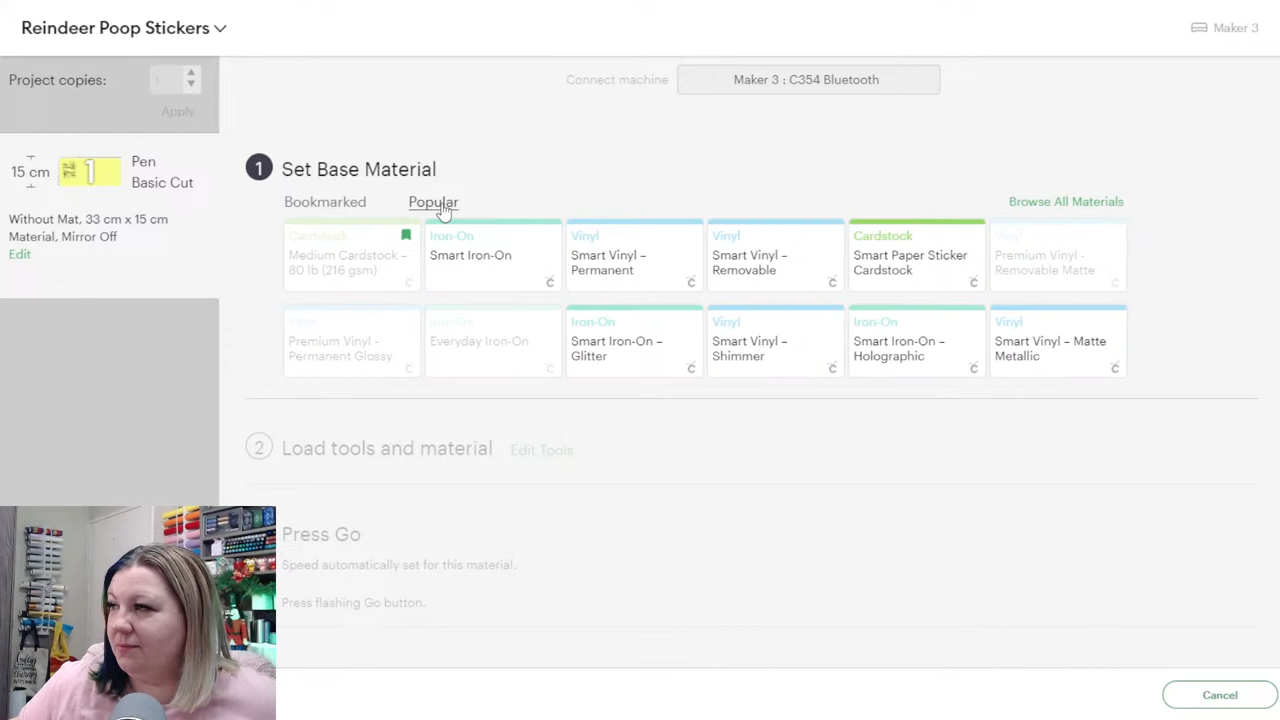 Reindeer Poop Stickers
Maker 3
Project copies:
Apply
Connect machine
Maker 3 : C354 Bluetooth
15 cm
1
Pen
Basic Cut
Without Mat, 33 cm x 15 cm
Material, Mirror Off
Edit
1 Set Base Material
Bookmarked Popular Browse All Materials
Cardstock
Medium Cardstock –
80 lb (216 gsm)
Iron-On
Smart Iron-On
Vinyl
Smart Vinyl –
Permanent
Vinyl
Smart Vinyl –
Removable
Cardstock
Smart Paper Sticker
Cardstock
Vinyl
Premium Vinyl -
Removable Matte
Vinyl
Premium Vinyl -
Permanent Glossy
Iron-On
Everyday Iron-On
Iron-On
Smart Iron-On –
Glitter
Vinyl
Smart Vinyl –
Shimmer
Iron-On
Smart Iron-On –
Holographic
Vinyl
Smart Vinyl – Matte
Metallic
2 Load tools and material Edit Tools
Press Go
Speed automatically set for this material.
Press flashing Go button.
Cancel